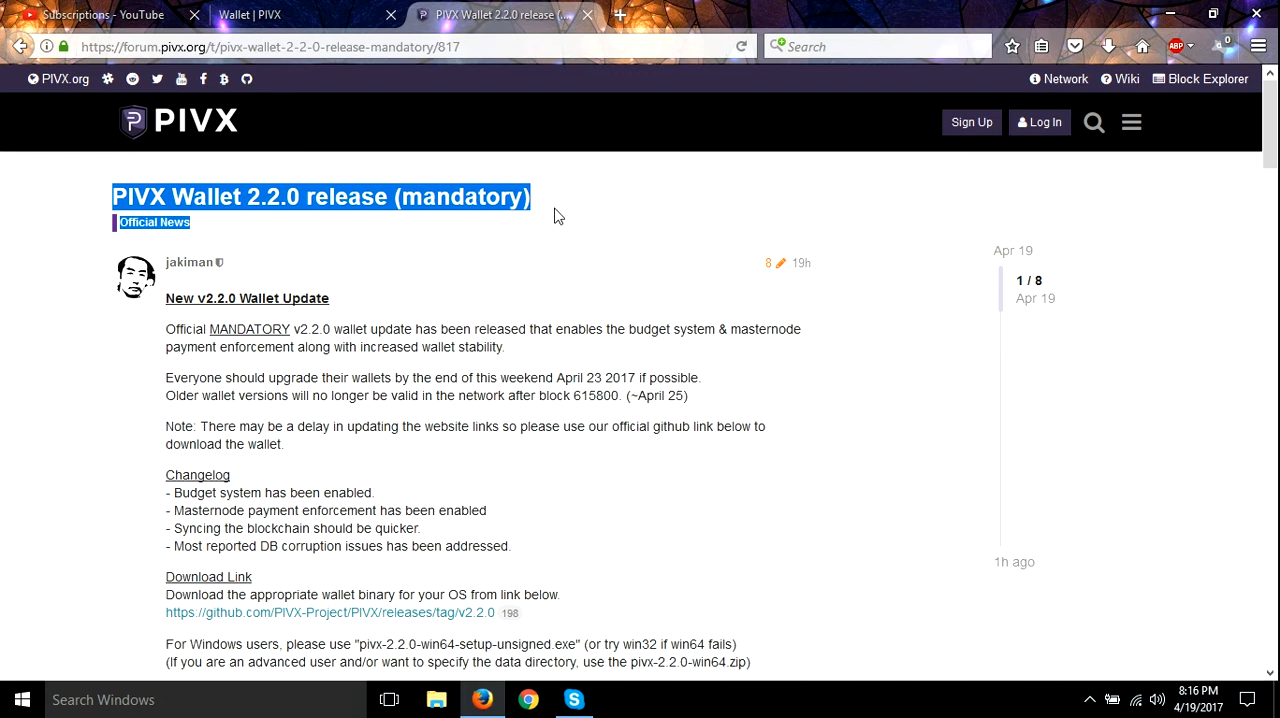 Subscriptions - YouTube
Wallet | PIVX
PIVX Wallet 2.2.0 release (...
https://forum.pivx.org/t/pivx-wallet-2-2-0-release-mandatory/817
Search
ABP
0
PIVX.org
Network
Wiki
Block Explorer
PIVX
Sign Up
Log In
PIVX Wallet 2.2.0 release (mandatory)
Official News
jakiman
8
19h
Apr 19
1 / 8
Apr 19
New v2.2.0 Wallet Update
Official MANDATORY v2.2.0 wallet update has been released that enables the budget system & masternode
payment enforcement along with increased wallet stability.
Everyone should upgrade their wallets by the end of this weekend April 23 2017 if possible.
Older wallet versions will no longer be valid in the network after block 615800. (~April 25)
Note: There may be a delay in updating the website links so please use our official github link below to
download the wallet.
Changelog
- Budget system has been enabled.
- Masternode payment enforcement has been enabled
- Syncing the blockchain should be quicker.
- Most reported DB corruption issues has been addressed.
1h ago
Download Link
Download the appropriate wallet binary for your OS from link below.
https://github.com/PIVX-Project/PIVX/releases/tag/v2.2.0 198
For Windows users, please use "pivx-2.2.0-win64-setup-unsigned.exe" (or try win32 if win64 fails)
(If you are an advanced user and/or want to specify the data directory, use the pivx-2.2.0-win64.zip)
Search Windows
8:16 PM
4/19/2017